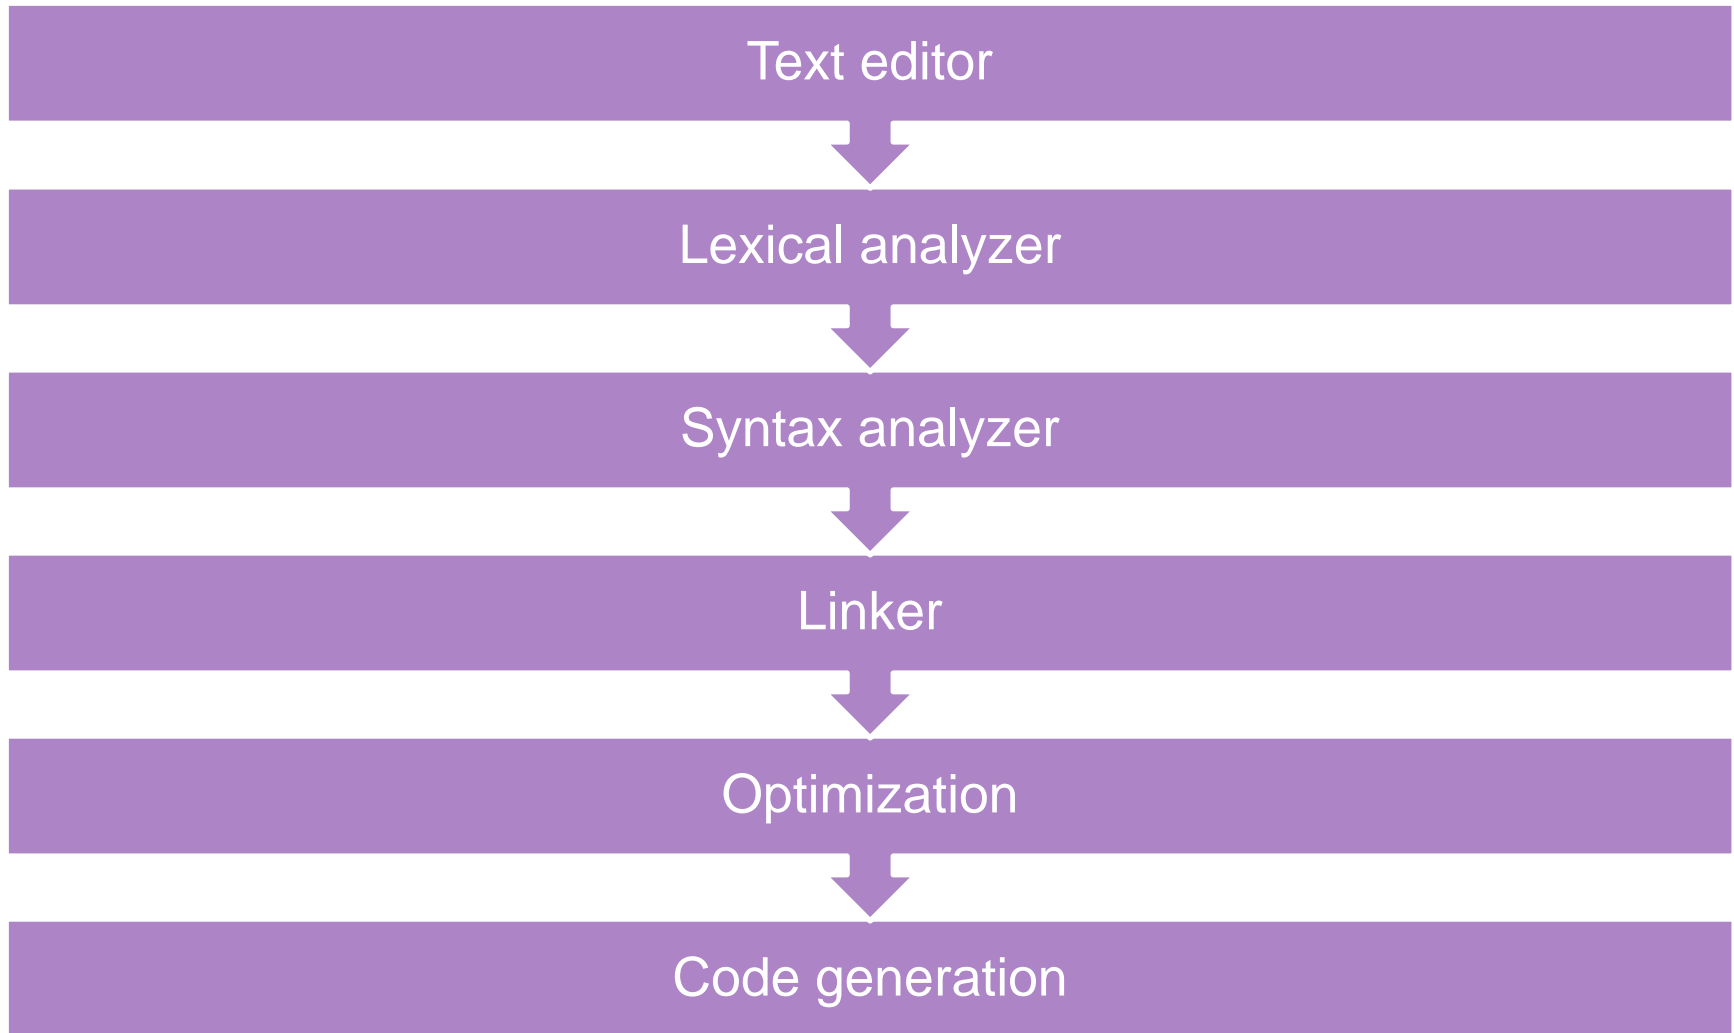 Text editor
Lexical analyzer
Syntax analyzer
Linker
Optimization
Code generation